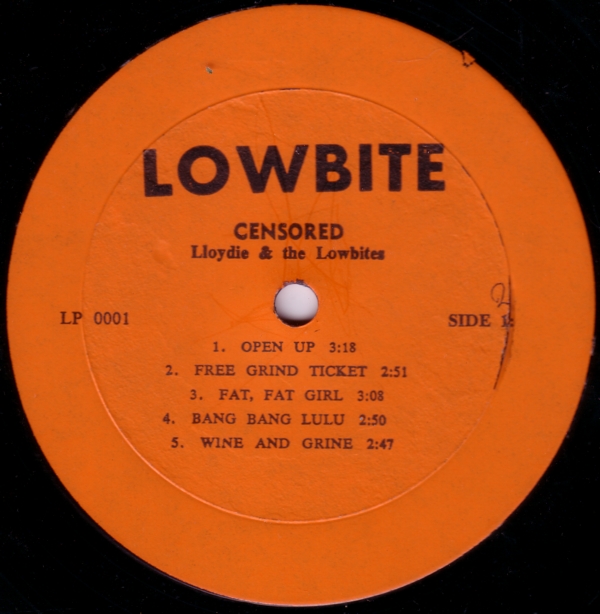 LOWBITE
CENSORED
Lloydie & the Lowbites
2
LP 0001
SIDE 1:
1. OPEN UP 3:18
2. FREE GRIND TICKET 2:51
3. FAT, FAT GIRL 3:08
4. BANG BANG LULU 2:50
5. WINE AND GRINE 2:47